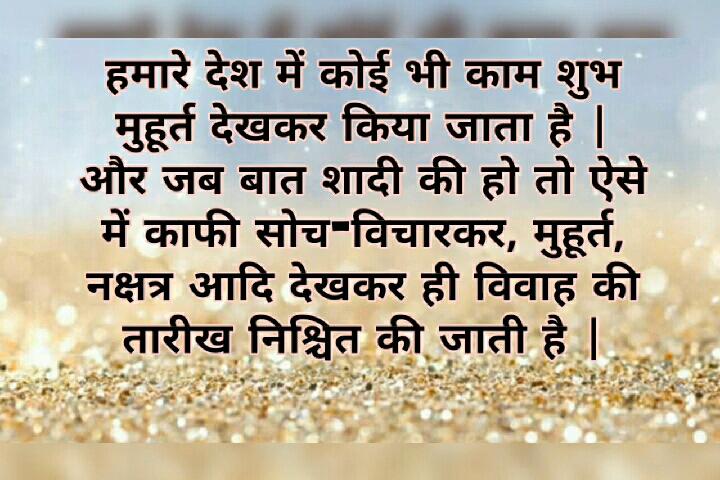 हमारे देश में कोई भी काम शुभ
मुहूर्त देखकर किया जाता है |
और जब बात शादी की हो तो ऐसे
में काफी सोच-विचारकर, मुहूर्त,
नक्षत्र आदि देखकर ही विवाह की
तारीख निश्चित की जाती है |